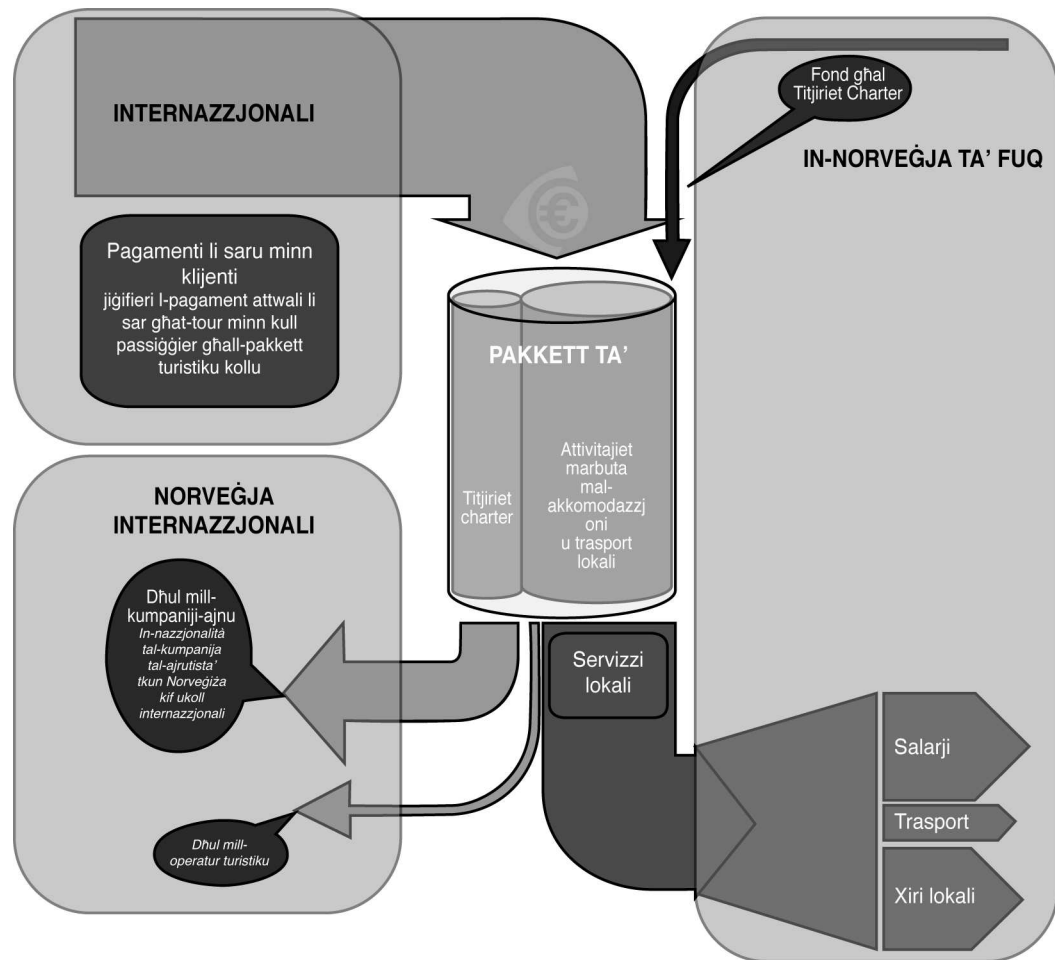 INTERNAZZJONALI
Pagamenti li saru minn
klijenti
jiġifieri l-pagament attwali li
sar għat-tour minn kull
passiġġier għall-pakkett
turistiku kollu
Fond għal
Titjiriet Charter
IN-NORVEĠJA TA' FUQ
PAKKETT TA'
Titjiriet
charter
Attivitajiet
marbuta
mal-
akkomodazzj
oni
u trasport
lokali
NORVEĠJA
INTERNAZZJONALI
Dħul mill-
kumpaniji-ajnu
In-nazzjonalità
tal-kumpanija
tal-ajrutista'
tkun Norveġiża
kif ukoll
internazzjonali
Dħul mill-
operatur turistiku
Servizzi
lokali
Salarji
Trasport
Xiri lokali